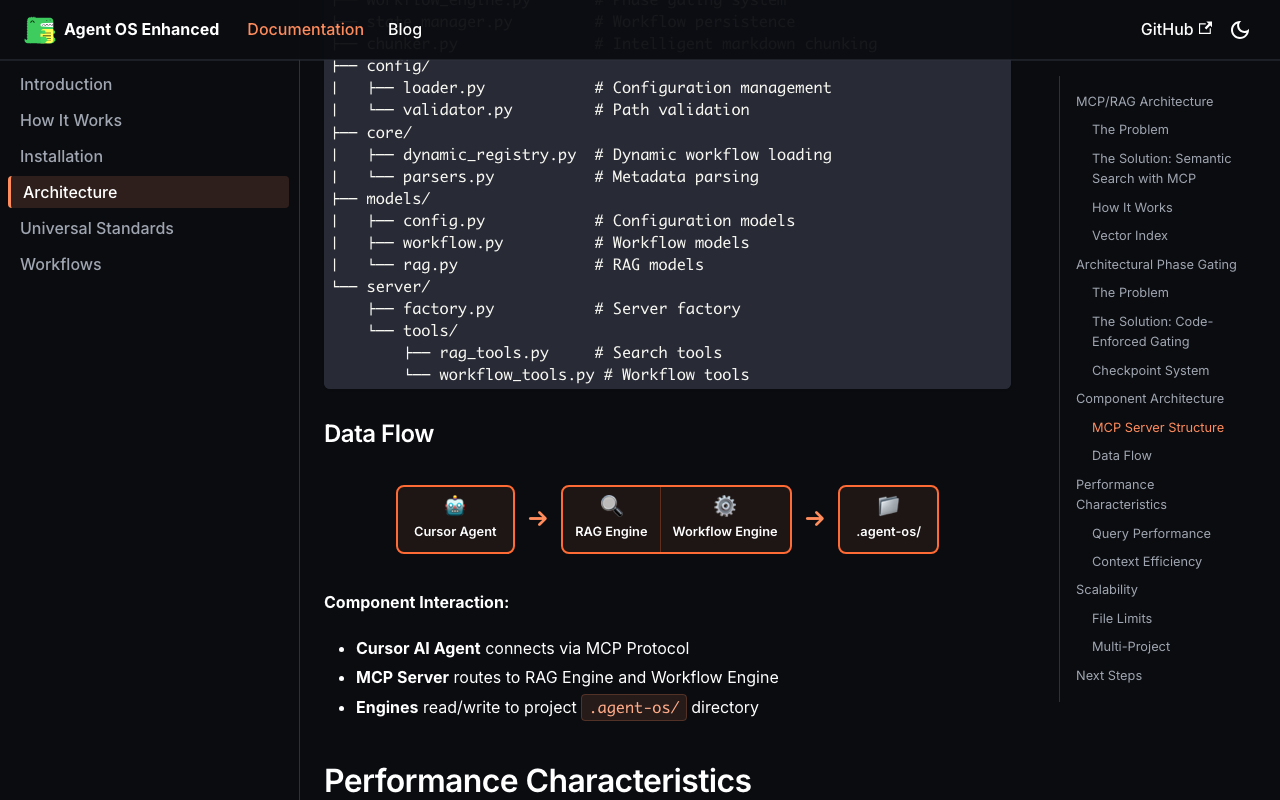 Agent OS Enhanced
Documentation
Blog
GitHub
Introduction
How It Works
Installation
Architecture
Universal Standards
Workflows
workflow_engine.py # Phase gating system
state_manager.py # Workflow persistence
chunker.py # Intelligent markdown chunking
├── config/
│   ├── loader.py # Configuration management
│   └── validator.py # Path validation
├── core/
│   ├── dynamic_registry.py # Dynamic workflow loading
│   └── parsers.py # Metadata parsing
├── models/
│   ├── config.py # Configuration models
│   ├── workflow.py # Workflow models
│   └── rag.py # RAG models
└── server/
    ├── factory.py # Server factory
    └── tools/
        ├── rag_tools.py # Search tools
        └── workflow_tools.py # Workflow tools
Data Flow
Cursor Agent
RAG Engine
Workflow Engine
.agent-os/
Component Interaction:
Cursor AI Agent connects via MCP Protocol
MCP Server routes to RAG Engine and Workflow Engine
Engines read/write to project .agent-os/ directory
Performance Characteristics
MCP/RAG Architecture
The Problem
The Solution: Semantic
Search with MCP
How It Works
Vector Index
Architectural Phase Gating
The Problem
The Solution: Code-
Enforced Gating
Checkpoint System
Component Architecture
MCP Server Structure
Data Flow
Performance
Characteristics
Query Performance
Context Efficiency
Scalability
File Limits
Multi-Project
Next Steps